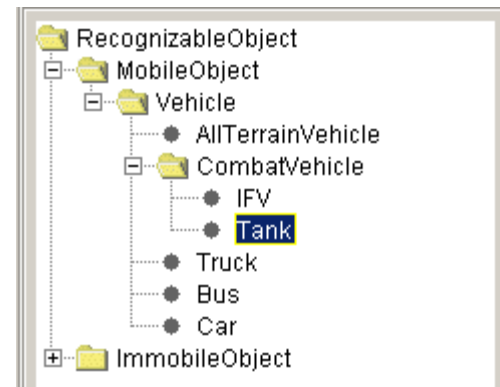 RecognizableObject
MobileObject
Vehicle
AllTerrainVehicle
CombatVehicle
IFV
Tank
Truck
Bus
Car
ImmobileObject